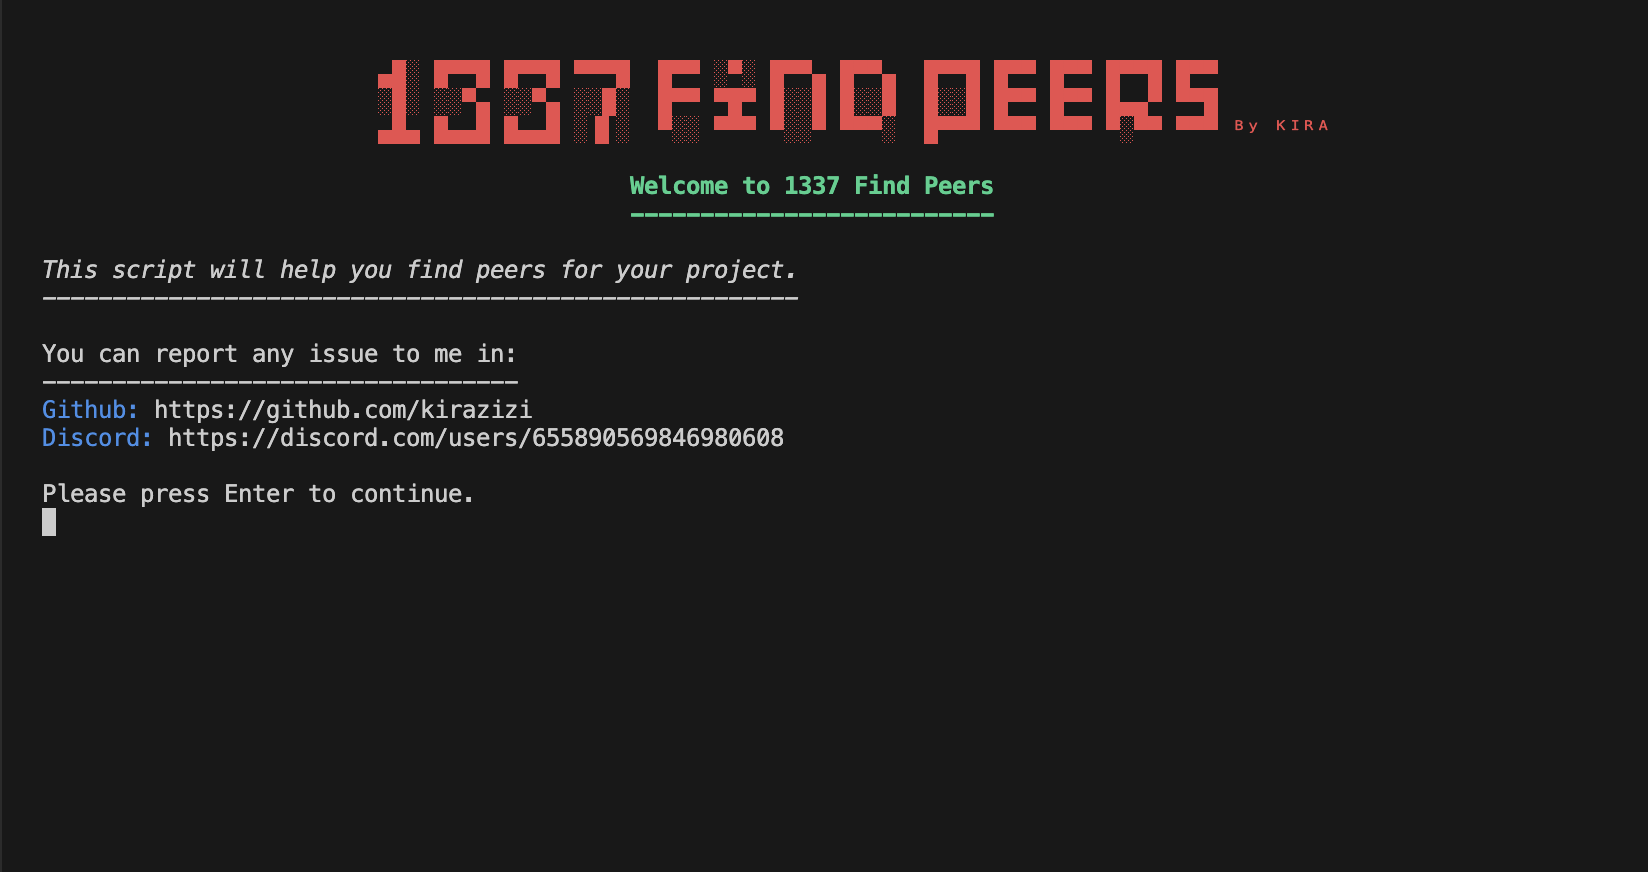 1337 FiND PEERS By KIRA
Welcome to 1337 Find Peers
--------------------------
This script will help you find peers for your project.
------------------------------------------------------
You can report any issue to me in:
----------------------------------
Github: https://github.com/kirazizi
Discord: https://discord.com/users/655890569846980608
Please press Enter to continue.